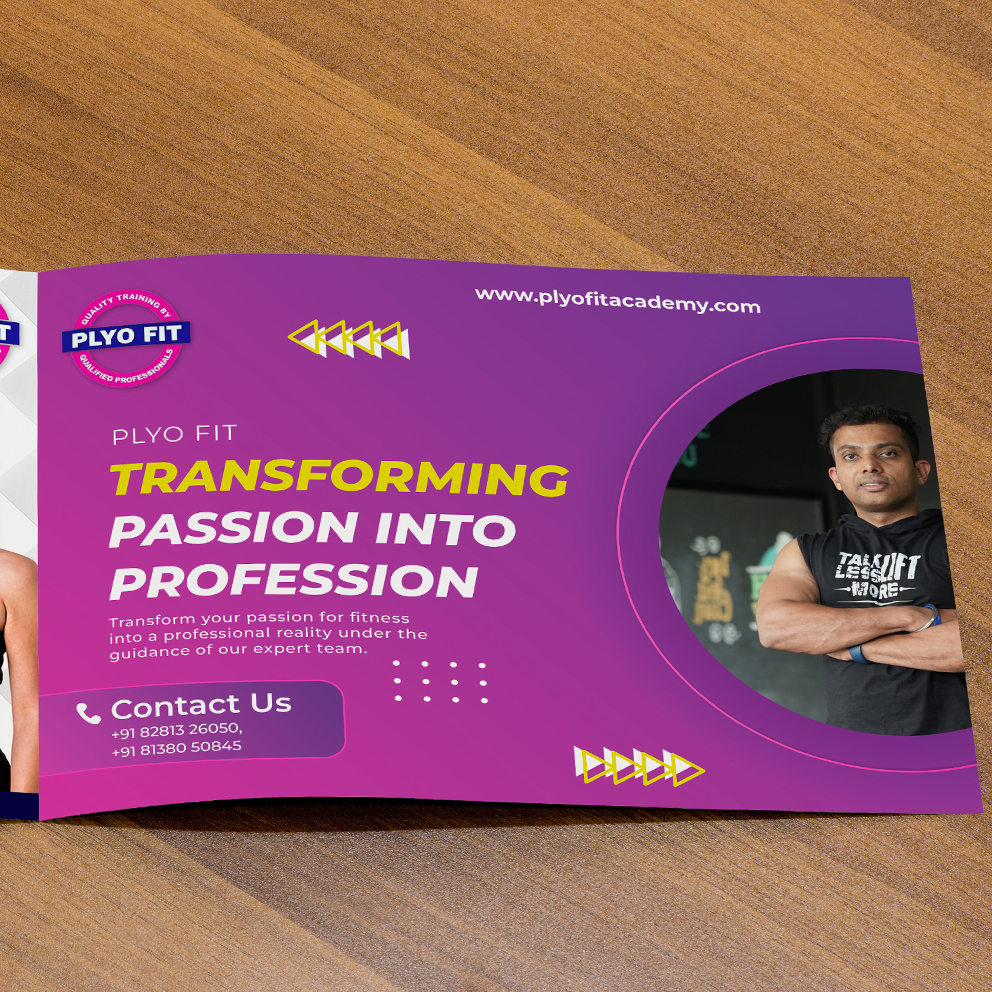 T
QUALITY TRAINING BY
PLYO FIT
QUALIFIED PROFESSIONALS
www.plyofitacademy.com
PLYO FIT
TRANSFORMING
PASSION INTO
PROFESSION
Transform your passion for fitness
into a professional reality under the
guidance of our expert team.
Contact Us
+91 82813 26050,
+91 81380 50845
TALK LESS LIFT
MORE